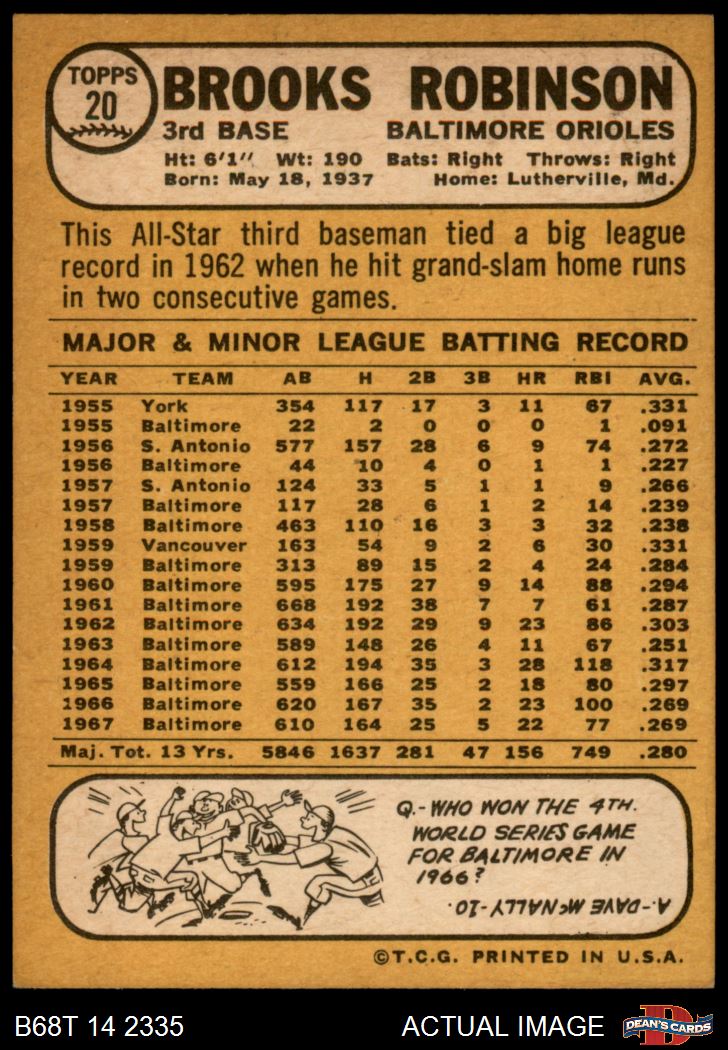 TOPPS
20
BROOKS ROBINSON
3rd BASE BALTIMORE ORIOLES
Ht: 6'1" Wt: 190 Bats: Right Throws: Right
Born: May 18, 1937 Home: Lutherville, Md.
This All-Star third baseman tied a big league
record in 1962 when he hit grand-slam home runs
in two consecutive games.
MAJOR & MINOR LEAGUE BATTING RECORD
YEAR TEAM AB H 2B 3B HR RBI AVG.
1955 York 354 117 17 3 11 67 .331
1955 Baltimore 22 2 0 0 0 1 .091
1956 S. Antonio 577 157 28 6 9 74 .272
1956 Baltimore 44 10 4 0 1 1 .227
1957 S. Antonio 124 33 5 1 1 9 .266
1957 Baltimore 117 28 6 1 2 14 .239
1958 Baltimore 463 110 16 3 3 32 .238
1959 Vancouver 163 54 9 2 6 30 .331
1959 Baltimore 313 89 15 2 4 24 .284
1960 Baltimore 595 175 27 9 14 88 .294
1961 Baltimore 668 192 38 7 7 61 .287
1962 Baltimore 634 192 29 9 23 86 .303
1963 Baltimore 589 148 26 4 11 67 .251
1964 Baltimore 612 194 35 3 28 118 .317
1965 Baltimore 559 166 25 2 18 80 .297
1966 Baltimore 620 167 35 2 23 100 .269
1967 Baltimore 610 164 25 5 22 77 .269
Maj. Tot. 13 Yrs. 5846 1637 281 47 156 749 .280
Q.-WHO WON THE 4TH.
WORLD SERIES GAME
FOR BALTIMORE IN
1966?
A-DAVE McNALLY-10.
©T.C.G. PRINTED IN U.S.A.
B68T 14 2335 ACTUAL IMAGE
D
DEAN'S CARDS